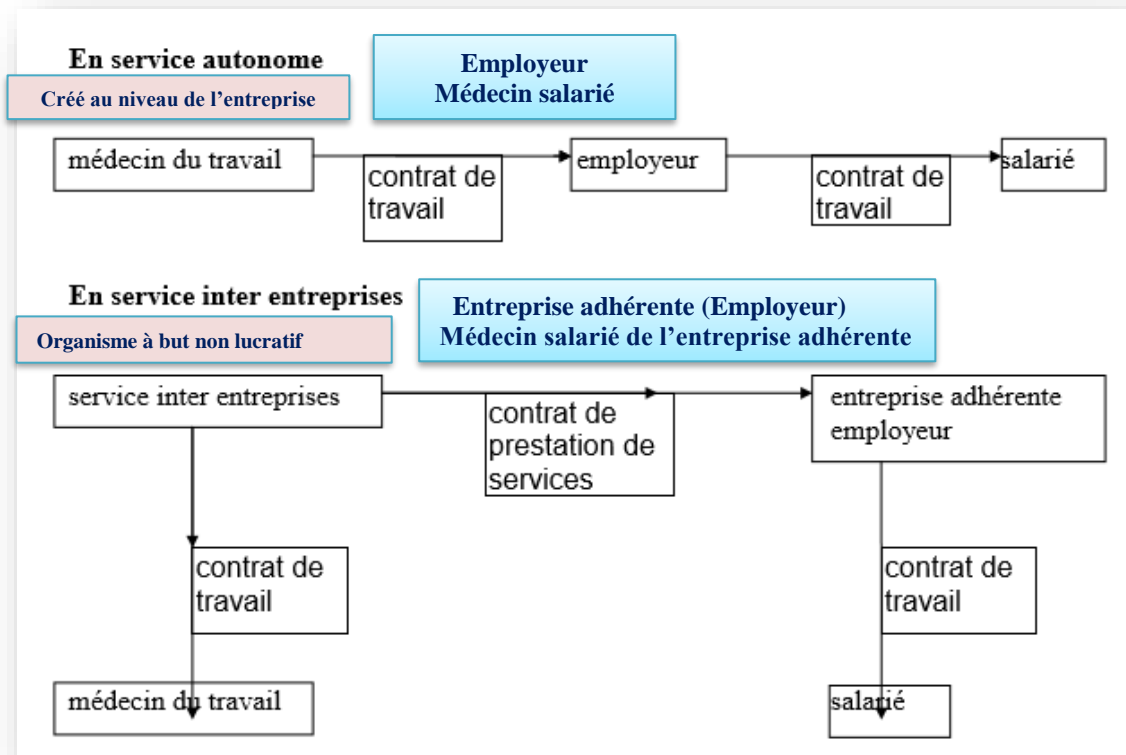 En service autonome
Employeur
Médecin salarié
Créé au niveau de l'entreprise
médecin du travail
employeur
salarié
contrat de
travail
contrat de
travail
En service inter entreprises
Entreprise adhérente (Employeur)
Médecin salarié de l'entreprise adhérente
Organisme à but non lucratif
service inter entreprises
contrat de
prestation de
services
entreprise adhérente
employeur
contrat de
travail
contrat de
travail
médecin du travail
salarié